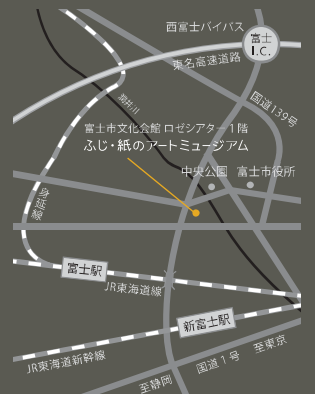 西富士バイパス
富士
I.C.
東名高速道路
国道139号
潤井川
富士市文化会館 ロゼシアター1階
ふじ・紙のアートミュージアム
中央公園
富士市役所
身延線
富士駅
JR東海道線
新富士駅
JR東海道新幹線
国道1号
至東京
至静岡